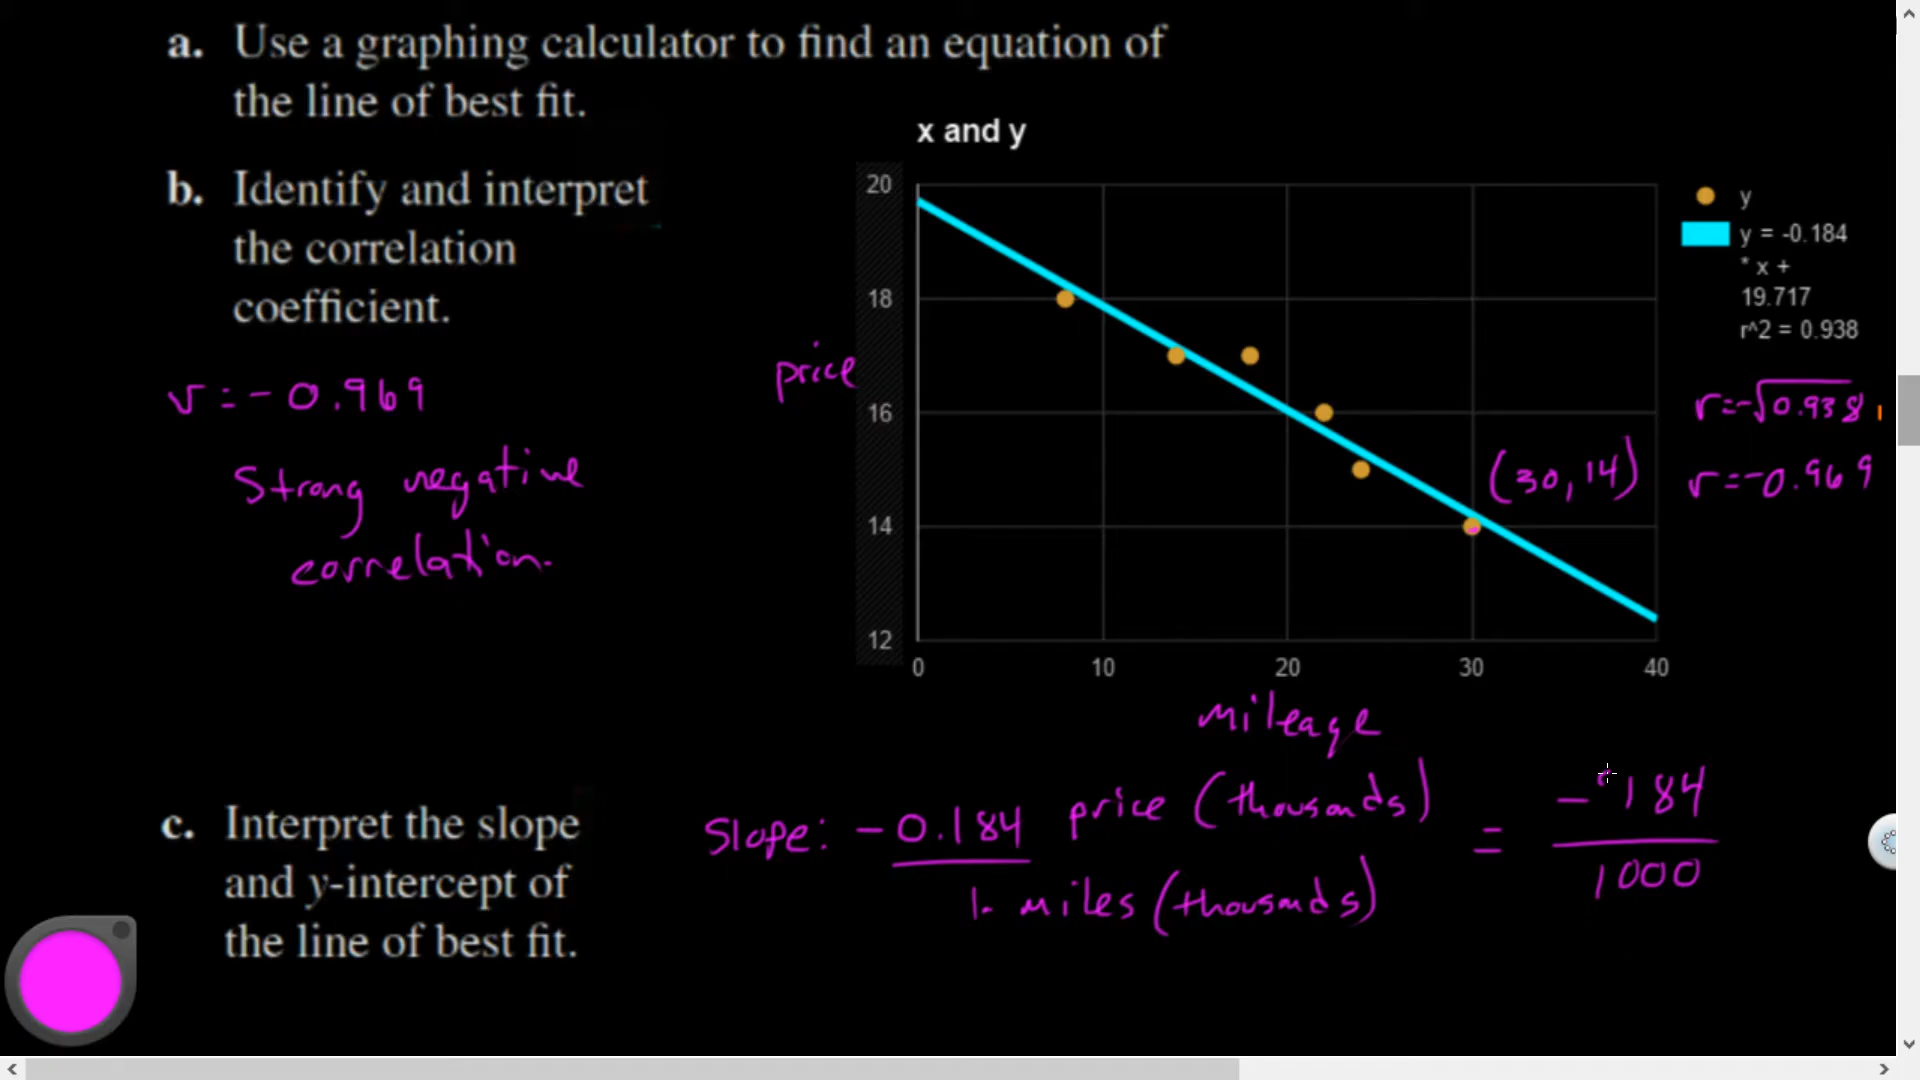 a. Use a graphing calculator to find an equation of
the line of best fit.
b. Identify and interpret
the correlation
coefficient.
r = -0.969
Strong negative
correlation.
x and y
price
20
18
16
14
12
0 10 20 30 40
mileage
(30, 14)
y
y = -0.184
* x +
19.717
r^2 = 0.938
r = -√0.938
r = -0.969
c. Interpret the slope
and y-intercept of
the line of best fit.
Slope: -0.184 price (thousands)
1. miles (thousands)
=
- 184
1000